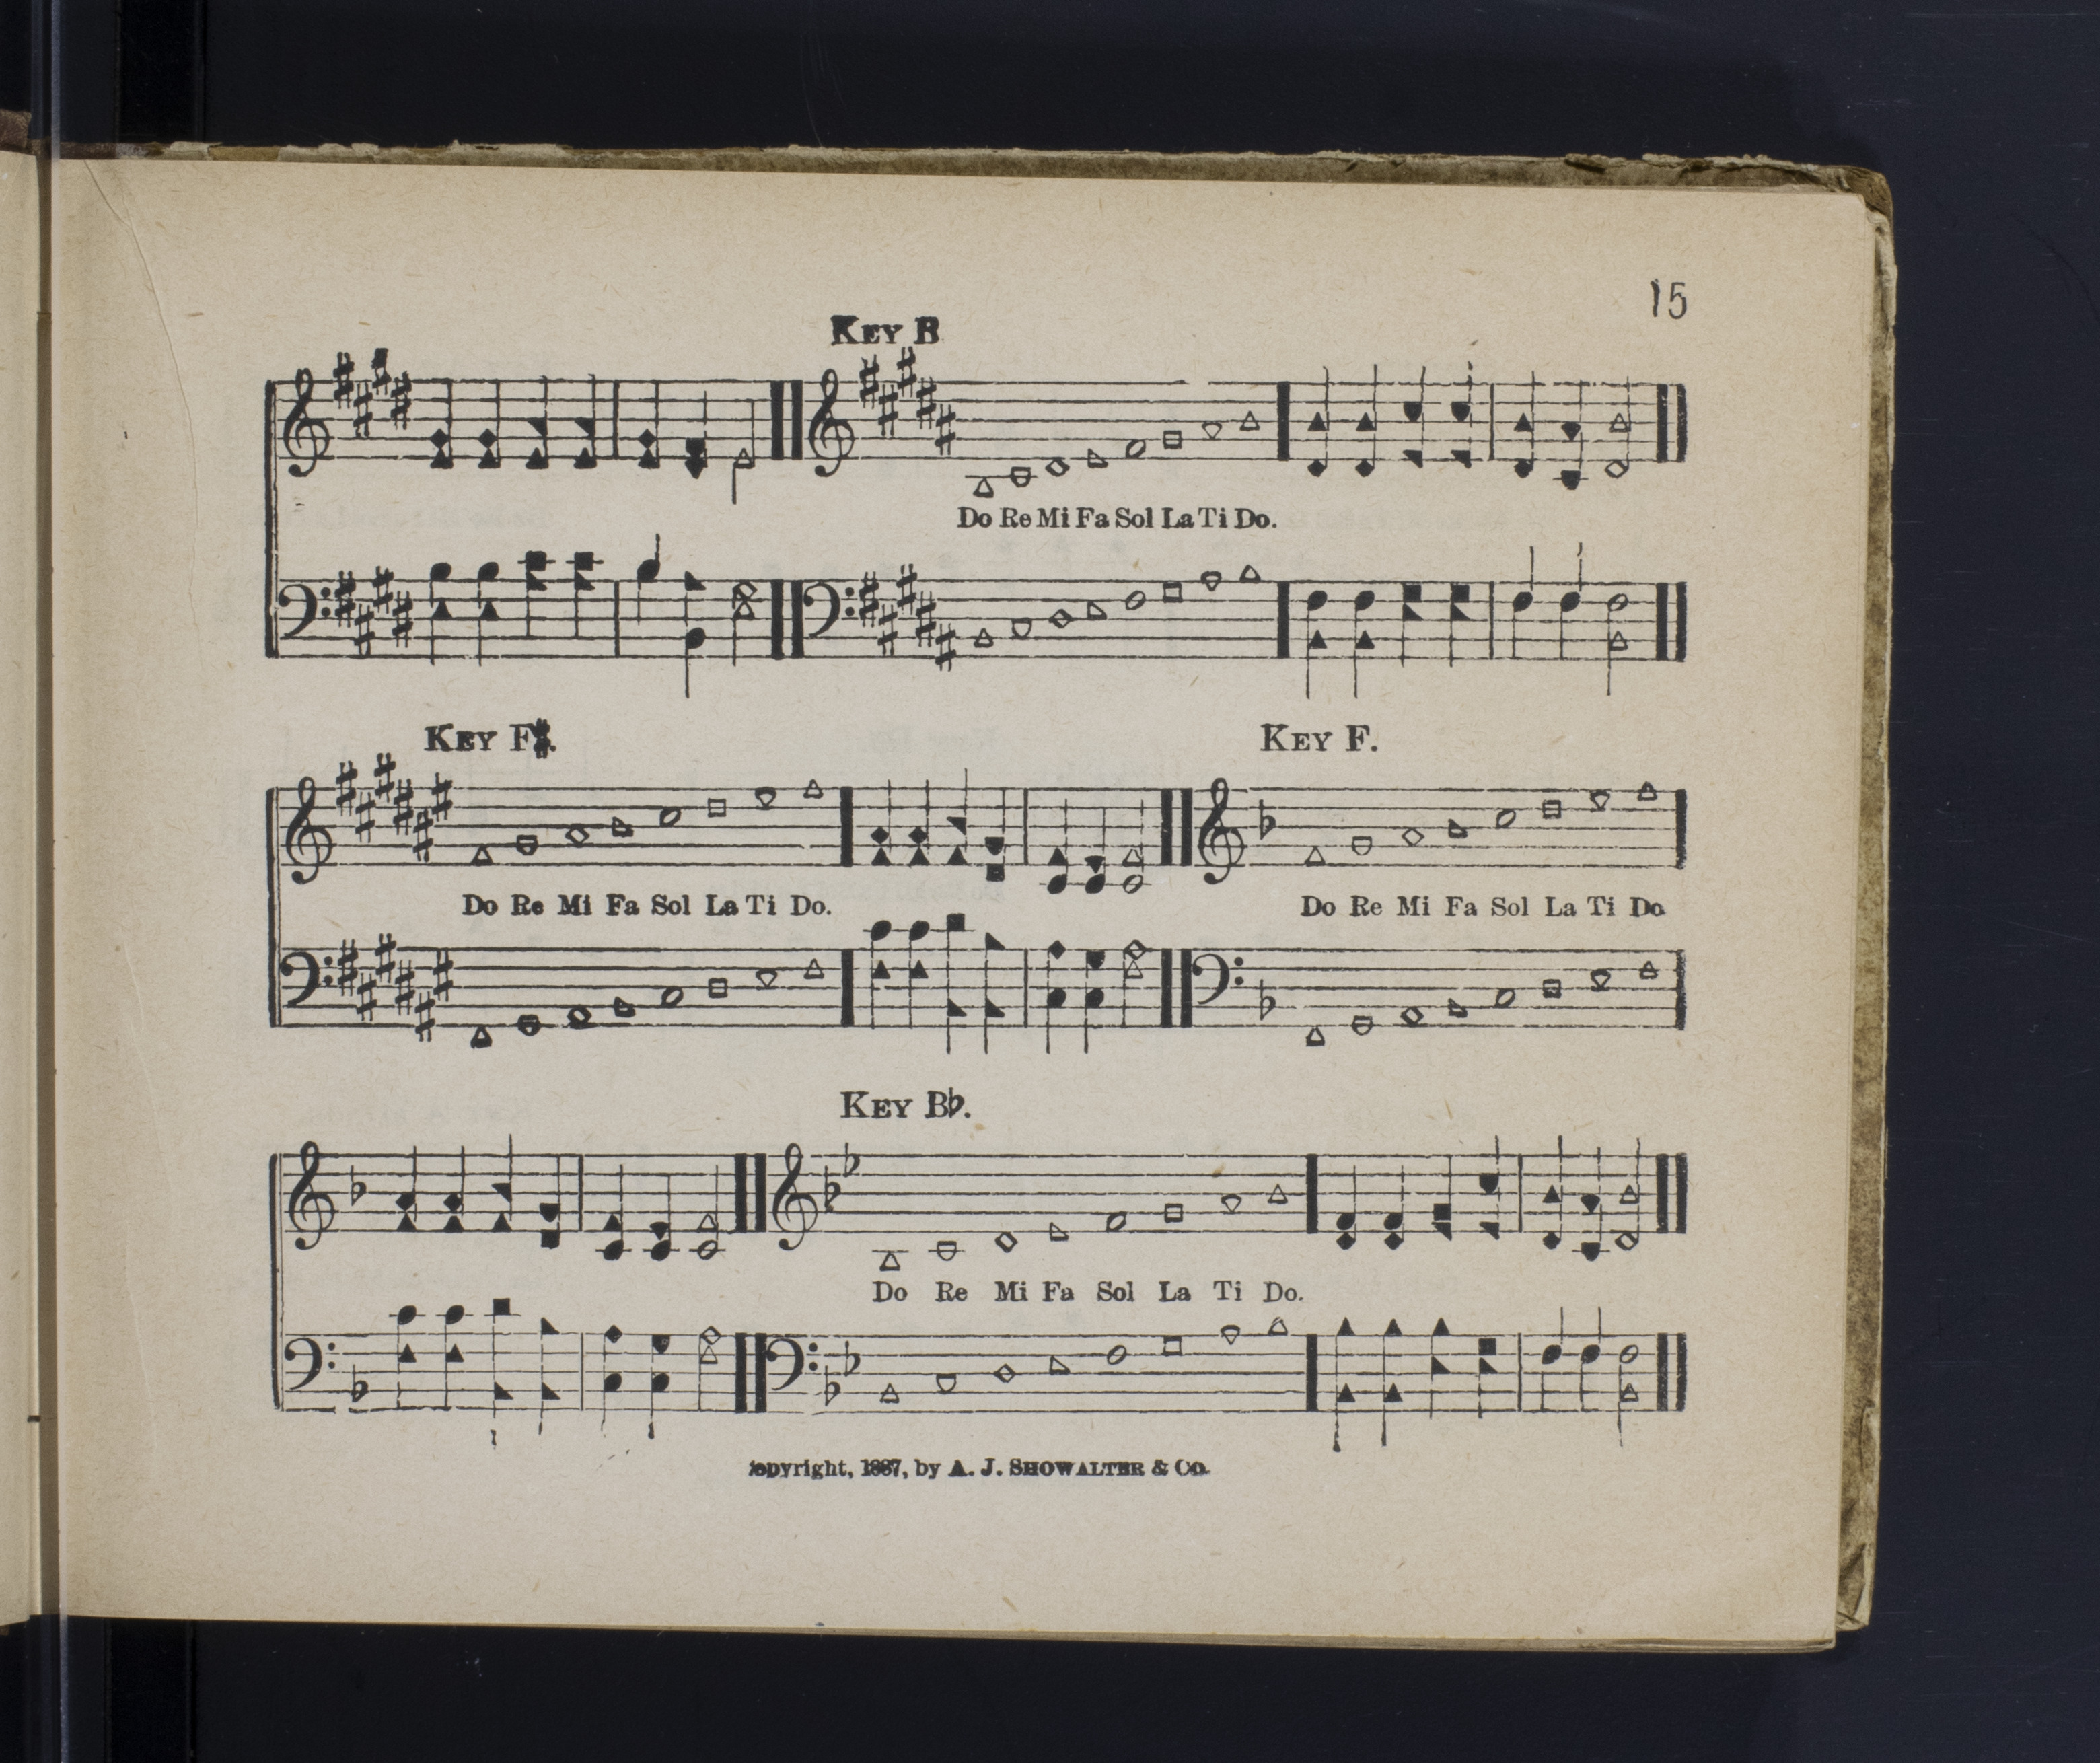 15
KEY B
Do Re Mi Fa Sol La Ti Do.
KEY F♯. KEY F.
Do Re Mi Fa Sol La Ti Do. Do Re Mi Fa Sol La Ti Do
KEY B♭.
Do Re Mi Fa Sol La Ti Do.
Copyright, 1887, by A. J. SHOWALTER & CO.